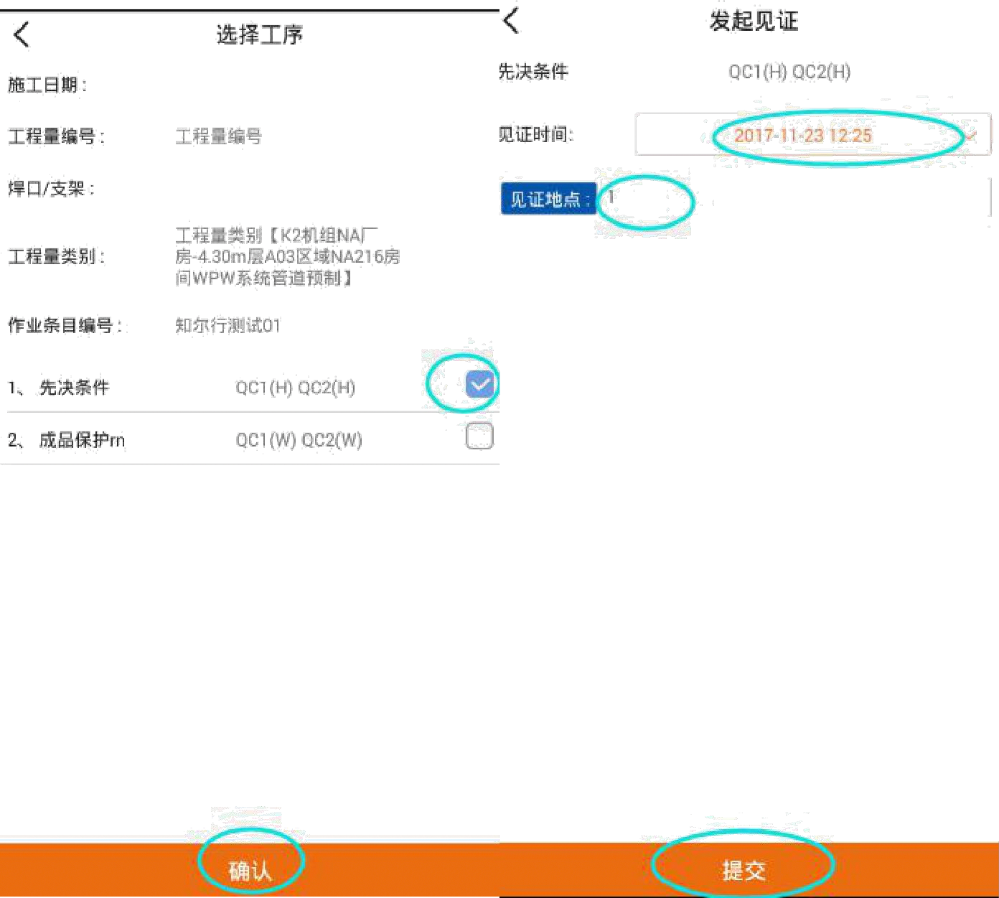 选择工序
施工日期：
工程量编号： 工程量编号
焊口/支架：
工程量类别： 工程量类别【K2机组NA厂
房-4.30m层A03区域NA216房
间WPW系统管道预制】
作业条目编号： 知尔行测试01
1、 先决条件 QC1(H) QC2(H)
2、 成品保护rn QC1(W) QC2(W)
确认
发起见证
先决条件 QC1(H) QC2(H)
见证时间: 2017-11-23 12:25
见证地点： 1
提交